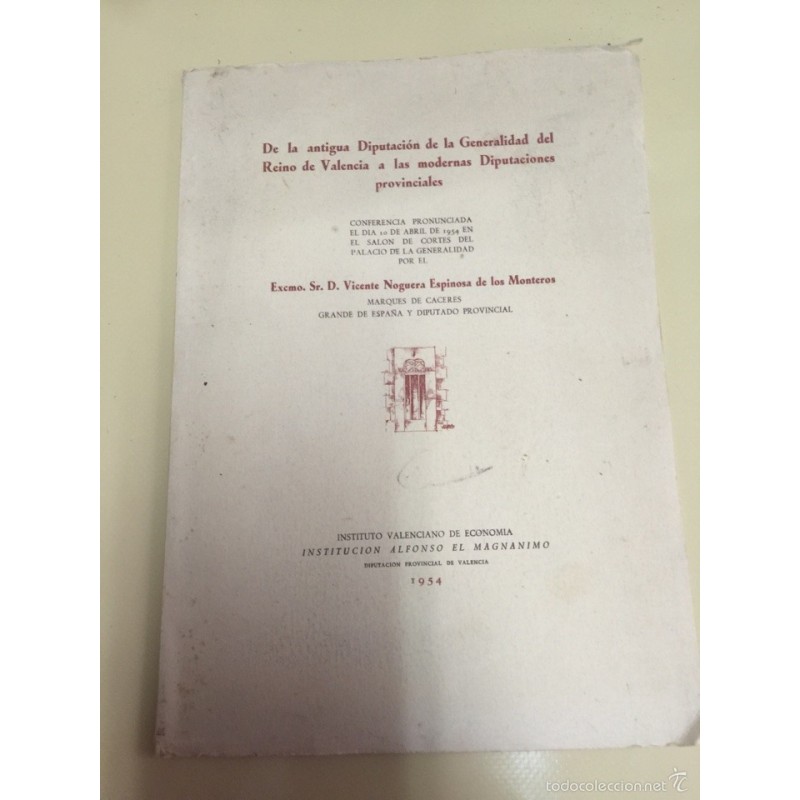 De la antigua Diputación de la Generalidad del
Reino de Valencia a las modernas Diputaciones
provinciales
CONFERENCIA PRONUNCIADA
EL DIA 10 DE ABRIL DE 1954 EN
EL SALON DE CORTES DEL
PALACIO DE LA GENERALIDAD
POR EL
Excmo. Sr. D. Vicente Noguera Espinosa de los Monteros
MARQUES DE CACERES
GRANDE DE ESPAÑA Y DIPUTADO PROVINCIAL
INSTITUTO VALENCIANO DE ECONOMIA
INSTITUCION ALFONSO EL MAGNANIMO
DIPUTACION PROVINCIAL DE VALENCIA
1954
todocoleccion.net